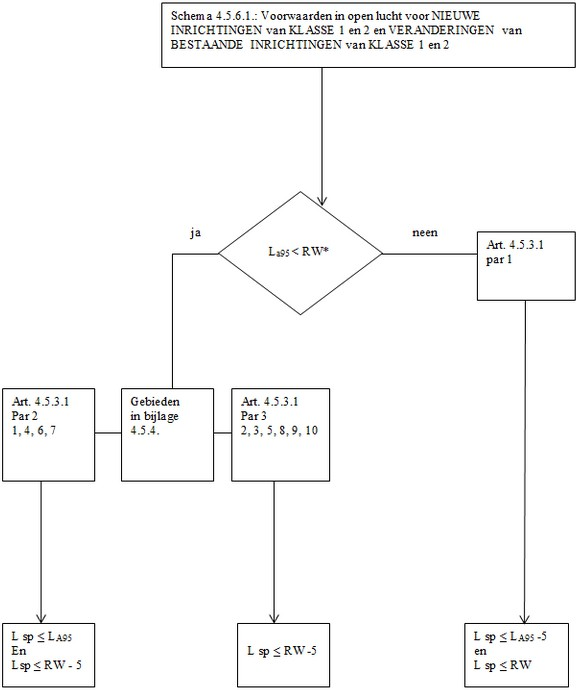 Schema 4.5.6.1.: Voorwaarden in open lucht voor NIEUWE
INRICHTINGEN van KLASSE 1 en 2 en VERANDERINGEN van
BESTAANDE INRICHTINGEN van KLASSE 1 en 2
ja
La95 < RW*
neen
Art. 4.5.3.1
par 1
Art. 4.5.3.1
Par 2
1, 4, 6, 7
Gebieden
in bijlage
4.5.4.
Art. 4.5.3.1
Par 3
2, 3, 5, 8, 9, 10
L sp ≤ LA95
En
Lsp ≤ RW - 5
L sp ≤ RW -5
L sp ≤ LA95 -5
en
L sp ≤ RW